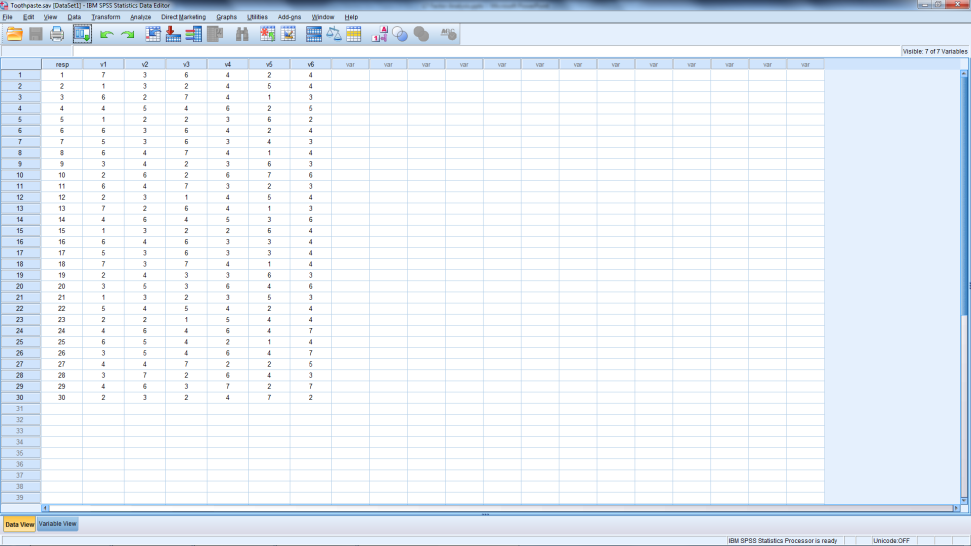 Toothpaste.sav [DataSet1] - IBM SPSS Statistics Data Editor
File Edit View Data Transform Analyze Direct Marketing Graphs Utilities Add-ons Window Help
Visible: 7 of 7 Variables
resp v1 v2 v3 v4 v5 v6 var var var var var var var var var var var var var
1 1 7 3 6 4 2 4
2 2 1 3 2 4 5 4
3 3 6 2 7 4 1 3
4 4 4 5 4 6 2 5
5 5 1 2 2 3 6 2
6 6 6 3 6 4 2 4
7 7 5 3 6 3 4 3
8 8 6 4 7 4 1 4
9 9 3 4 2 3 6 3
10 10 2 6 2 6 7 6
11 11 6 4 7 3 2 3
12 12 2 3 1 4 5 4
13 13 7 2 6 4 1 3
14 14 4 6 4 5 3 6
15 15 1 3 2 2 6 4
16 16 6 4 6 3 3 4
17 17 5 3 6 3 3 4
18 18 7 3 7 4 1 4
19 19 2 4 3 3 6 3
20 20 3 5 3 6 4 6
21 21 1 3 2 3 5 3
22 22 5 4 5 4 2 4
23 23 2 2 1 5 4 4
24 24 4 6 4 6 4 7
25 25 6 5 4 2 1 4
26 26 3 5 4 6 4 7
27 27 4 4 7 2 2 5
28 28 3 7 2 6 4 3
29 29 4 6 3 7 2 7
30 30 2 3 2 4 7 2
31
32
33
34
35
36
37
38
39
Data View Variable View
IBM SPSS Statistics Processor is ready Unicode:OFF